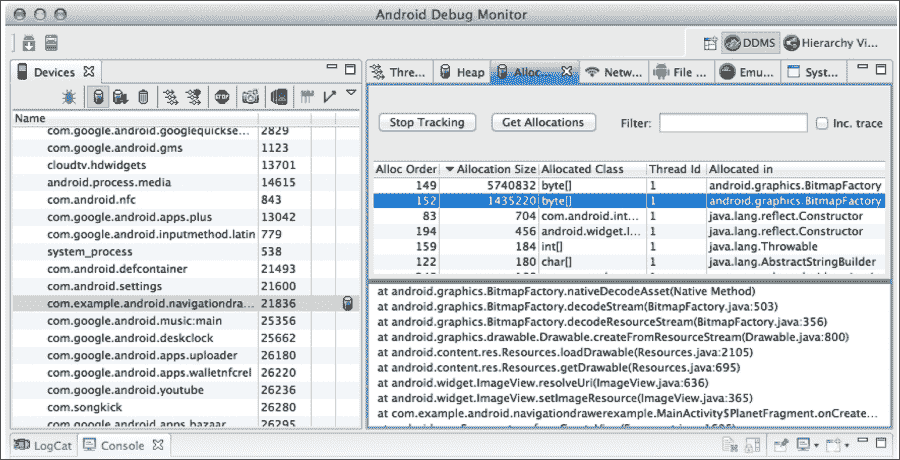 Android Debug Monitor
DDMS
Hierarchy Vi...
Devices
Name
com.google.android.googlequickse... 2829
com.google.android.gms 1123
cloudtv.hdwidgets 13701
android.process.media 14615
com.android.nfc 843
com.google.android.apps.plus 13042
com.google.android.inputmethod.latin 779
system_process 538
com.android.defcontainer 21493
com.android.settings 21600
com.example.android.navigationdra... 21836
com.google.android.music:main 25356
com.google.android.deskclock 25662
com.google.android.apps.uploader 26180
com.google.android.apps.walletnfcrel 26220
com.google.android.youtube 26236
com.songkick 26280
com.google.android.apps.bazaar 26295
Thre...
Heap
Alloc...
Netw...
File ...
Emu...
Syst...
Stop Tracking
Get Allocations
Filter:
Inc. trace
Alloc Order Allocation Size Allocated Class Thread Id Allocated in
149 5740832 byte[] 1 android.graphics.BitmapFactory
152 1435220 byte[] 1 android.graphics.BitmapFactory
83 704 com.android.int... 1 java.lang.reflect.Constructor
194 456 android.widget.I... 1 java.lang.reflect.Constructor
159 184 int[] 1 java.lang.Throwable
122 180 char[] 1 java.lang.AbstractStringBuilder
at android.graphics.BitmapFactory.nativeDecodeAsset(Native Method)
at android.graphics.BitmapFactory.decodeStream(BitmapFactory.java:503)
at android.graphics.BitmapFactory.decodeResourceStream(BitmapFactory.java:356)
at android.graphics.drawable.Drawable.createFromResourceStream(Drawable.java:800)
at android.content.res.Resources.loadDrawable(Resources.java:2105)
at android.content.res.Resources.getDrawable(Resources.java:695)
at android.widget.ImageView.resolveUri(ImageView.java:636)
at android.widget.ImageView.setImageResource(ImageView.java:365)
at com.example.android.navigationdrawerexample.MainActivity$PlanetFragment.onCreate...
LogCat
Console